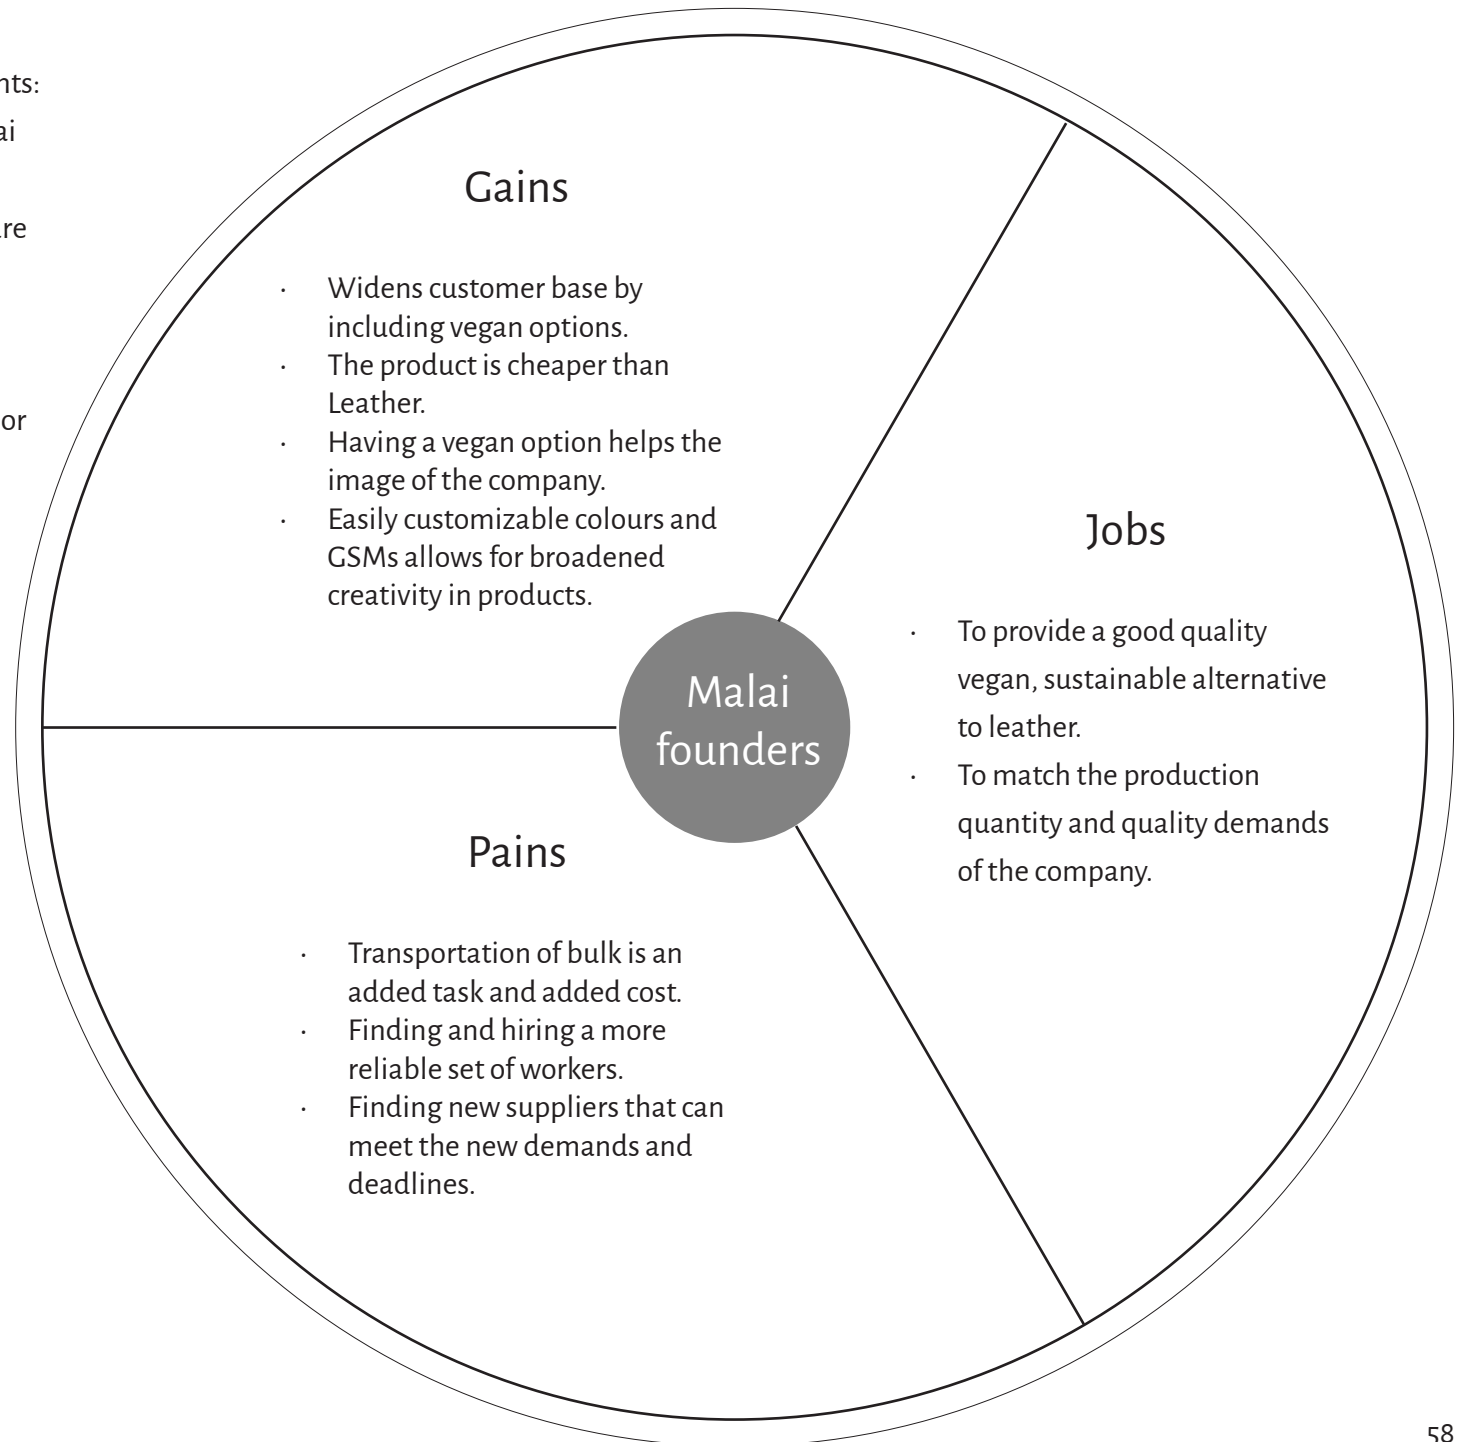 nts:
ai
re
or
Gains
· Widens customer base by
including vegan options.
· The product is cheaper than
Leather.
· Having a vegan option helps the
image of the company.
· Easily customizable colours and
GSMs allows for broadened
creativity in products.
Jobs
· To provide a good quality
vegan, sustainable alternative
to leather.
· To match the production
quantity and quality demands
of the company.
Malai
founders
Pains
· Transportation of bulk is an
added task and added cost.
· Finding and hiring a more
reliable set of workers.
· Finding new suppliers that can
meet the new demands and
deadlines.
58